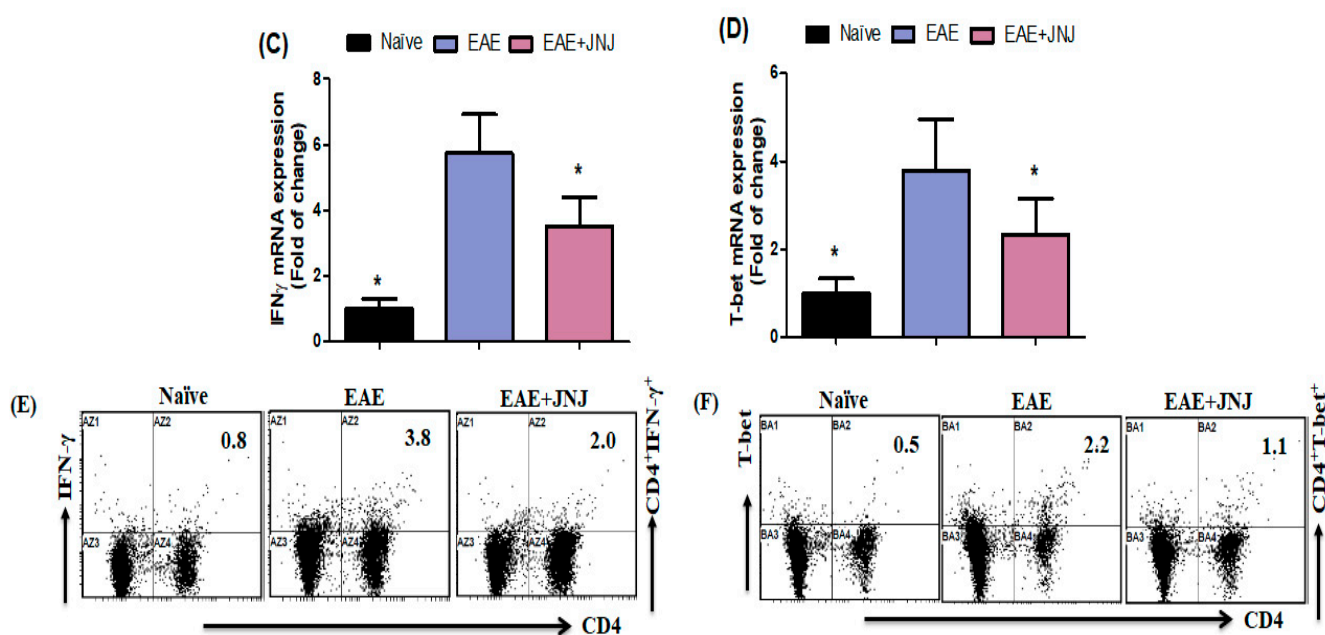 (C)
Naïve EAE EAE+JNJ
IFNγ mRNA expression
(Fold of change)
8
6
4
2
0
*
*
(D)
Naïve EAE EAE+JNJ
T-bet mRNA expression
(Fold of change)
6
4
2
0
*
*
(E)
Naïve EAE EAE+JNJ
IFN-γ
AZ1 AZ2 0.8
AZ3 AZ4
AZ1 AZ2 3.8
AZ3 AZ4
AZ1 AZ2 2.0
AZ3 AZ4
CD4⁺IFN-γ⁺
CD4
(F)
Naïve EAE EAE+JNJ
T-bet
BA1 BA2 0.5
BA3 BA4
BA1 BA2 2.2
BA3 BA4
BA1 BA2 1.1
BA3 BA4
CD4⁺T-bet⁺
CD4